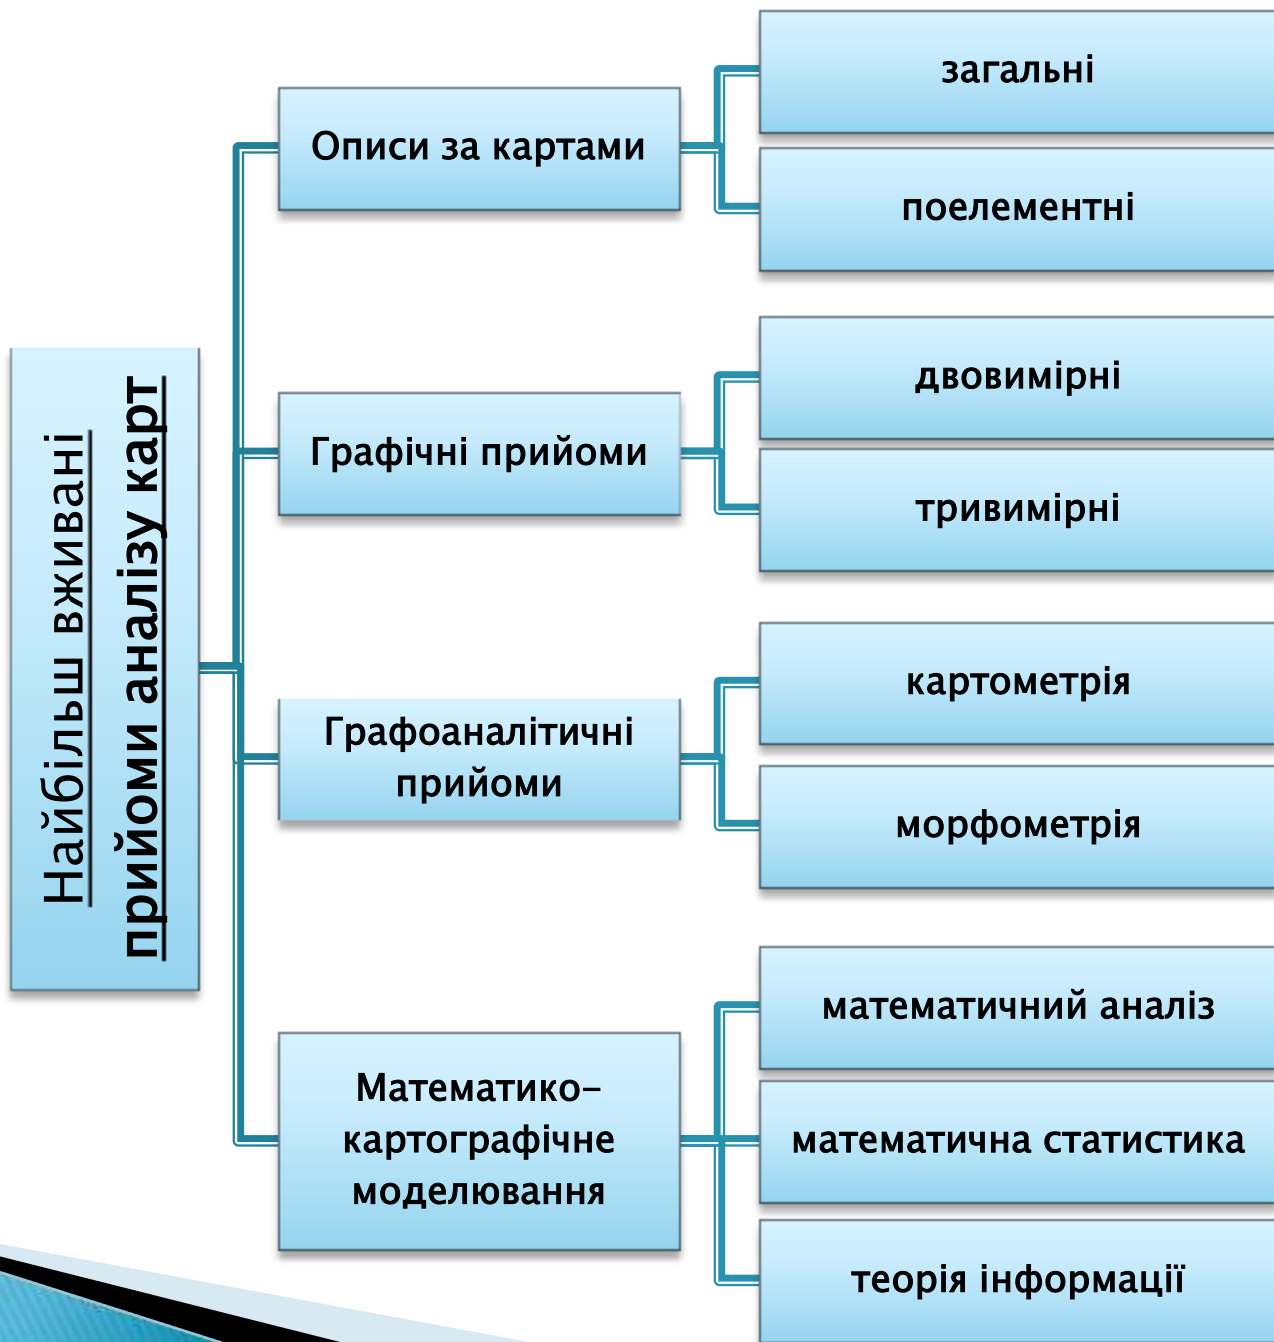 Найбільш вживані
прийоми аналізу карт
Описи за картами
загальні
поелементні
Графічні прийоми
двовимірні
тривимірні
Графоаналітичні
прийоми
картометрія
морфометрія
Математико-
картографічне
моделювання
математичний аналіз
математична статистика
теорія інформації